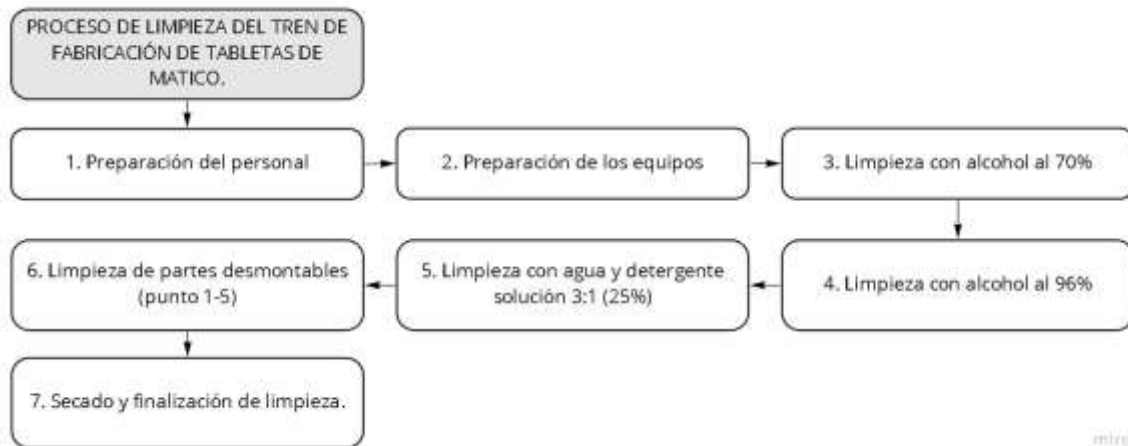 PROCESO DE LIMPIEZA DEL TREN DE
FABRICACIÓN DE TABLETAS DE
MATICO.
1. Preparación del personal
2. Preparación de los equipos
3. Limpieza con alcohol al 70%
4. Limpieza con alcohol al 96%
5. Limpieza con agua y detergente
solución 3:1 (25%)
6. Limpieza de partes desmontables
(punto 1-5)
7. Secado y finalización de limpieza.
miro